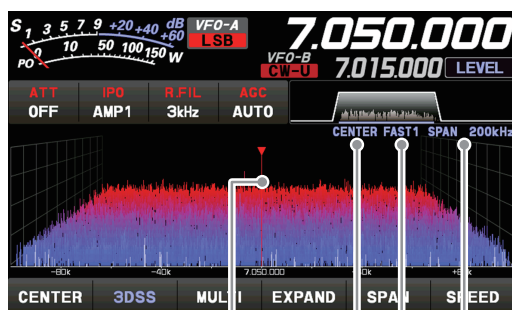 S 1 3 5 7 9 +20 +40 +60 dB
VFO-A
LSB
7.050.000
PO 0 10 50 100 150 W
VFO-B
CW-U
7.015.000
LEVEL
ATT IPO R.FIL AGC
OFF AMP1 3kHz AUTO
CENTER FAST1 SPAN 200kHz
-80k -40k 7.050.000
CENTER 3DSS MULTI EXPAND SPAN SPEED